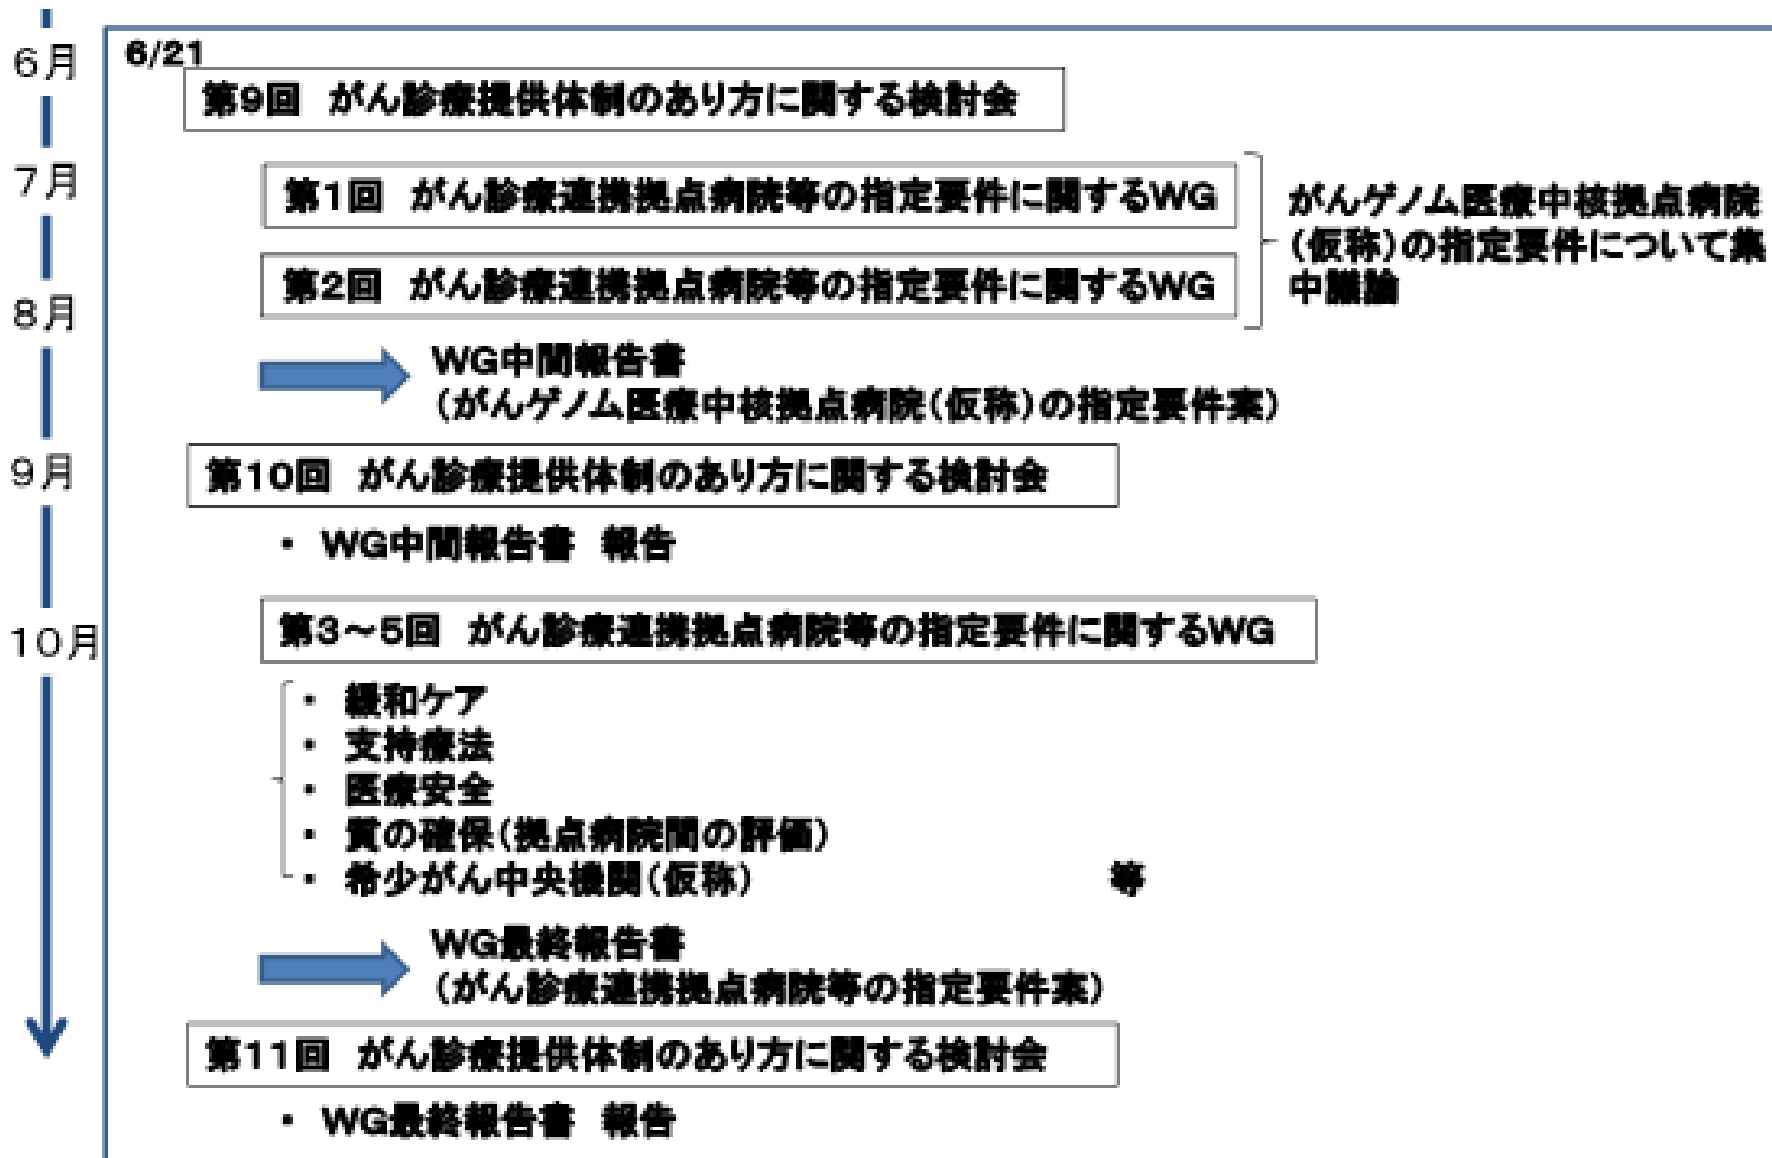 6月
6/21
第9回 がん診療提供体制のあり方に関する検討会
7月
第1回 がん診療連携拠点病院等の指定要件に関するWG
がんゲノム医療中核拠点病院
(仮称)の指定要件について集
中議論
第2回 がん診療連携拠点病院等の指定要件に関するWG
8月
WG中間報告書
(がんゲノム医療中核拠点病院(仮称)の指定要件案)
9月
第10回 がん診療提供体制のあり方に関する検討会
・ WG中間報告書 報告
10月
第3~5回 がん診療連携拠点病院等の指定要件に関するWG
・ 緩和ケア
・ 支持療法
・ 医療安全
・ 質の確保(拠点病院間の評価)
・ 希少がん中央機関(仮称) 等
WG最終報告書
(がん診療連携拠点病院等の指定要件案)
第11回 がん診療提供体制のあり方に関する検討会
・ WG最終報告書 報告